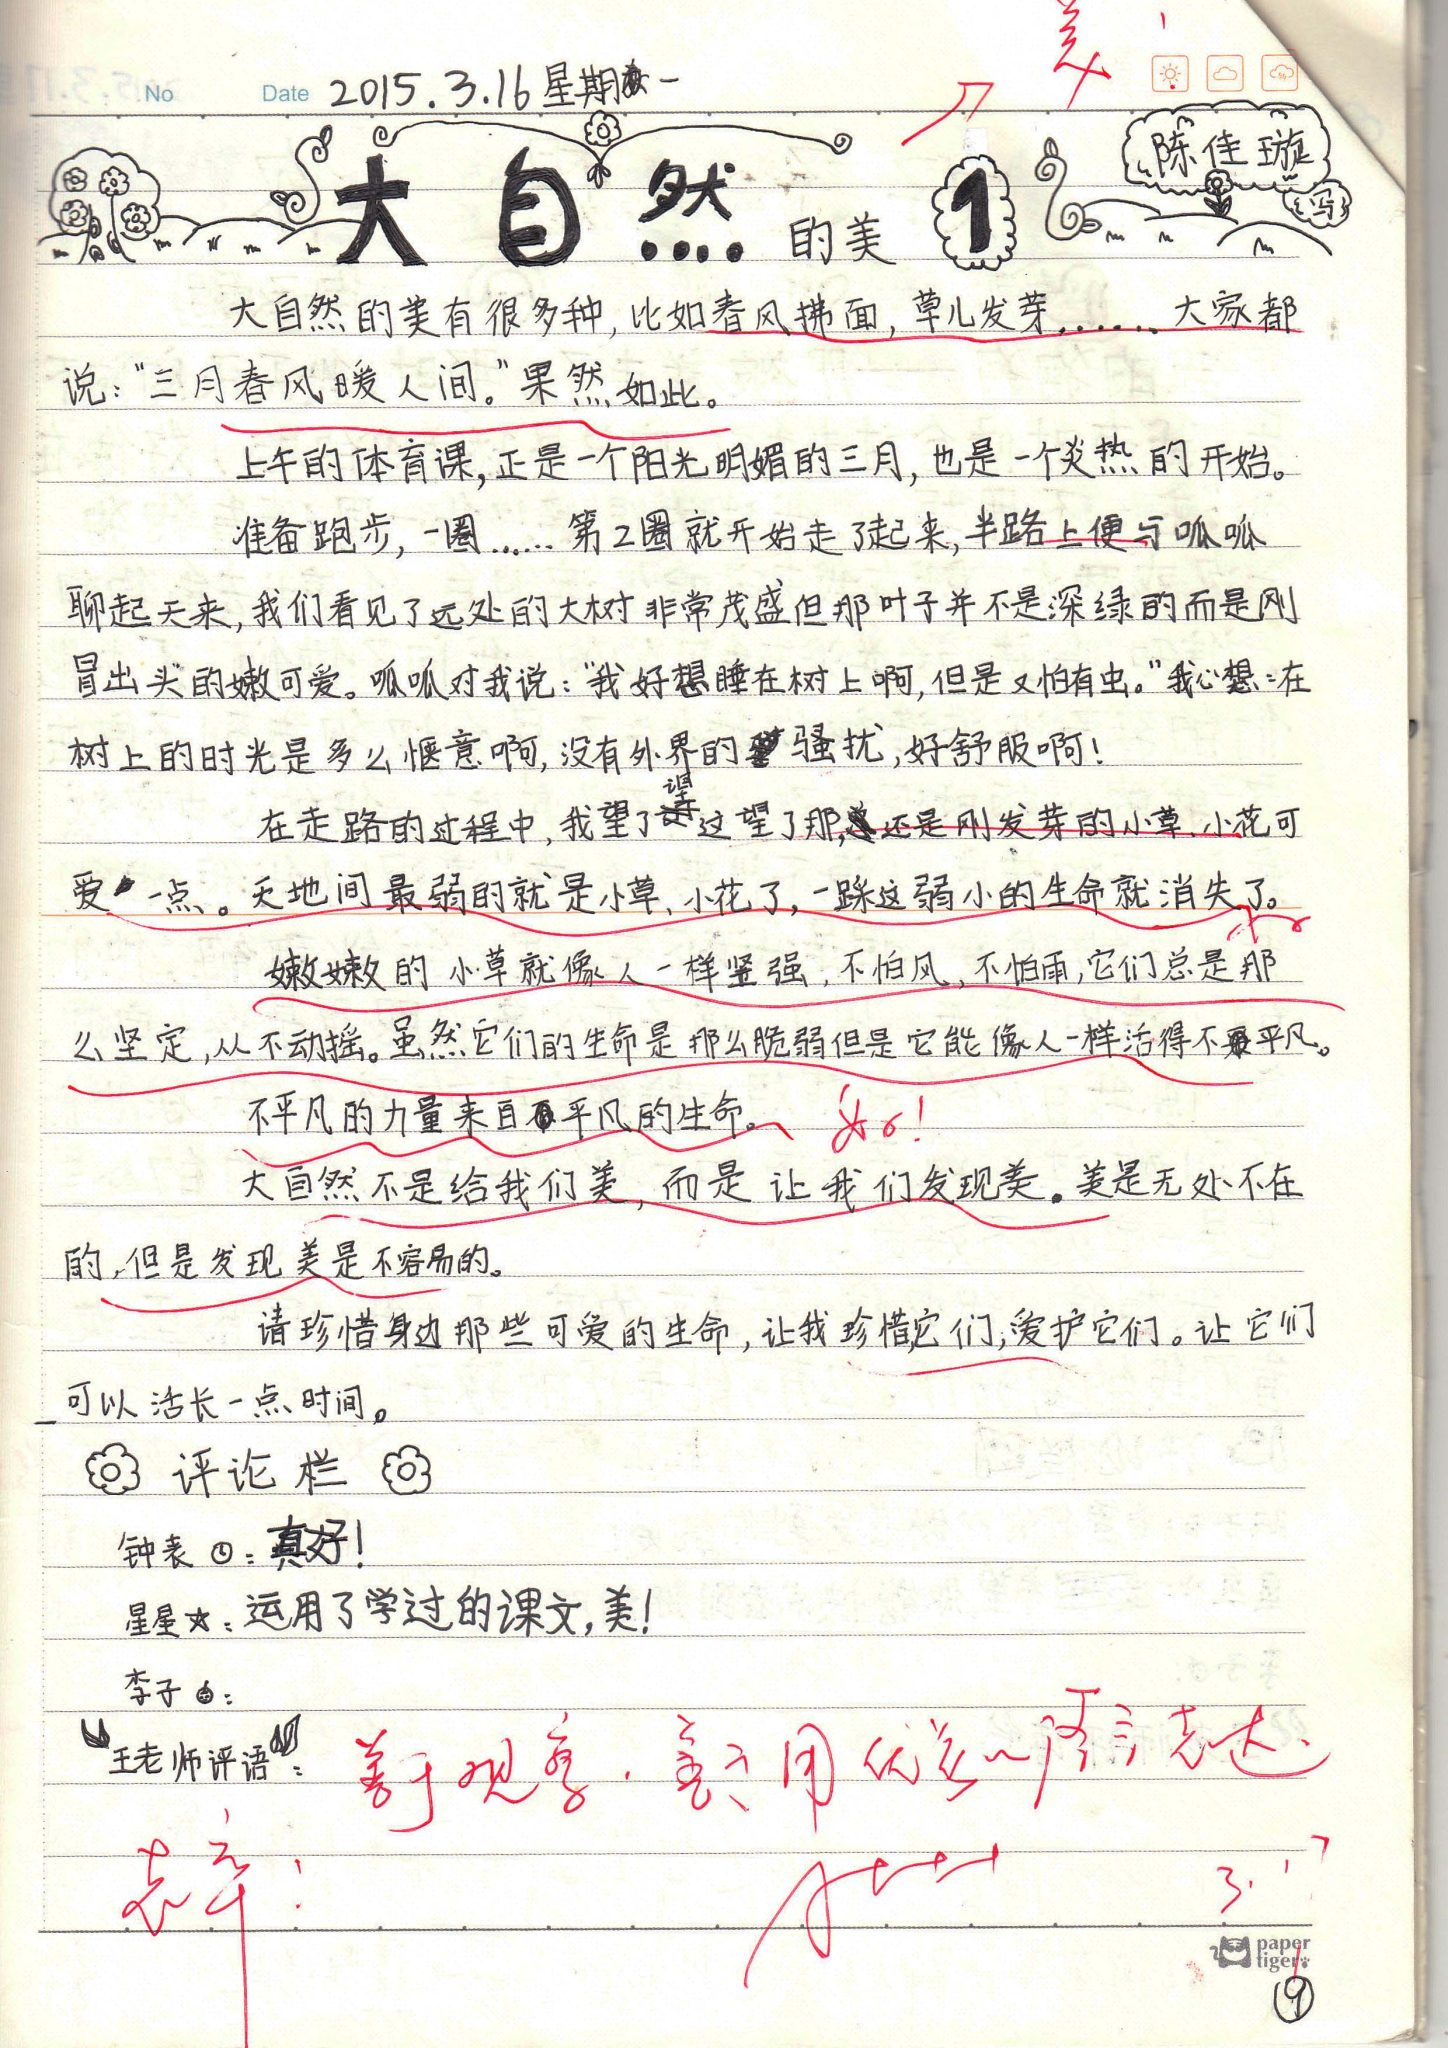 美
No Date 2015.3.16 星期一
陈佳璇
写
大自然的美 1
大自然的美有很多种,比如春风拂面,草儿发芽…… 大家都
说:“三月春风暖人间。”果然如此。
上午的体育课,正是一个阳光明媚的三月,也是一个炎热的开始。
准备跑步,一圈…… 第2圈就开始走了起来,半路上便与呱呱
聊起天来,我们看见了远处的大树非常茂盛但那叶子并不是深绿的而是刚
冒出头的嫩可爱。呱呱对我说:“我好想睡在树上啊,但是又怕有虫。”我心想:在
树上的时光是多么惬意啊,没有外界的骚扰,好舒服啊!
在走路的过程中,我望了望这望了那,还是刚发芽的小草、小花可
爱一点。天地间最弱的就是小草、小花了,一踩这弱小的生命就消失了。
嫩嫩的小草就像人一样坚强,不怕风,不怕雨,它们总是那
么坚定,从不动摇。虽然它们的生命是那么脆弱但是它能像人一样活得不平凡。
不平凡的力量来自平凡的生命。 好!
大自然不是给我们美,而是让我们发现美。美是无处不在
的,但是发现美是不容易的。
请珍惜身边那些可爱的生命,让我珍惜它们,爱护它们。让它们
可以活长一点时间。
评论栏
钟表:真好!
星星☆:运用了学过的课文,美!
李子:
王老师评语: 善于观察,善于用优美的语言表达
A+++
3.17
paper
tiger
9